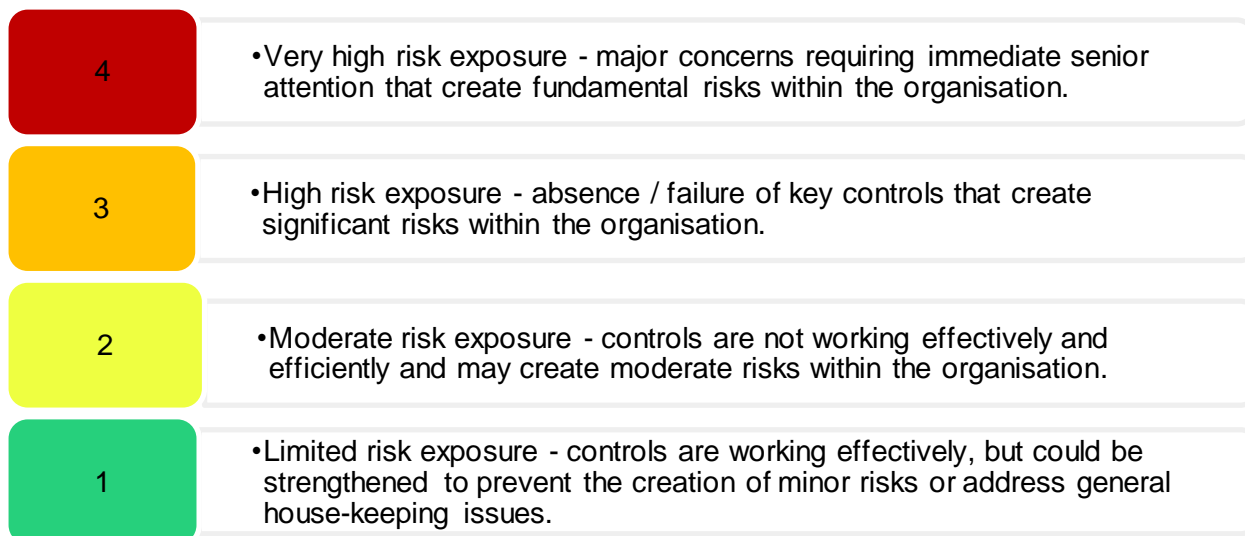 4
•Very high risk exposure - major concerns requiring immediate senior
attention that create fundamental risks within the organisation.
3
•High risk exposure - absence / failure of key controls that create
significant risks within the organisation.
2
•Moderate risk exposure - controls are not working effectively and
efficiently and may create moderate risks within the organisation.
1
•Limited risk exposure - controls are working effectively, but could be
strengthened to prevent the creation of minor risks or address general
house-keeping issues.